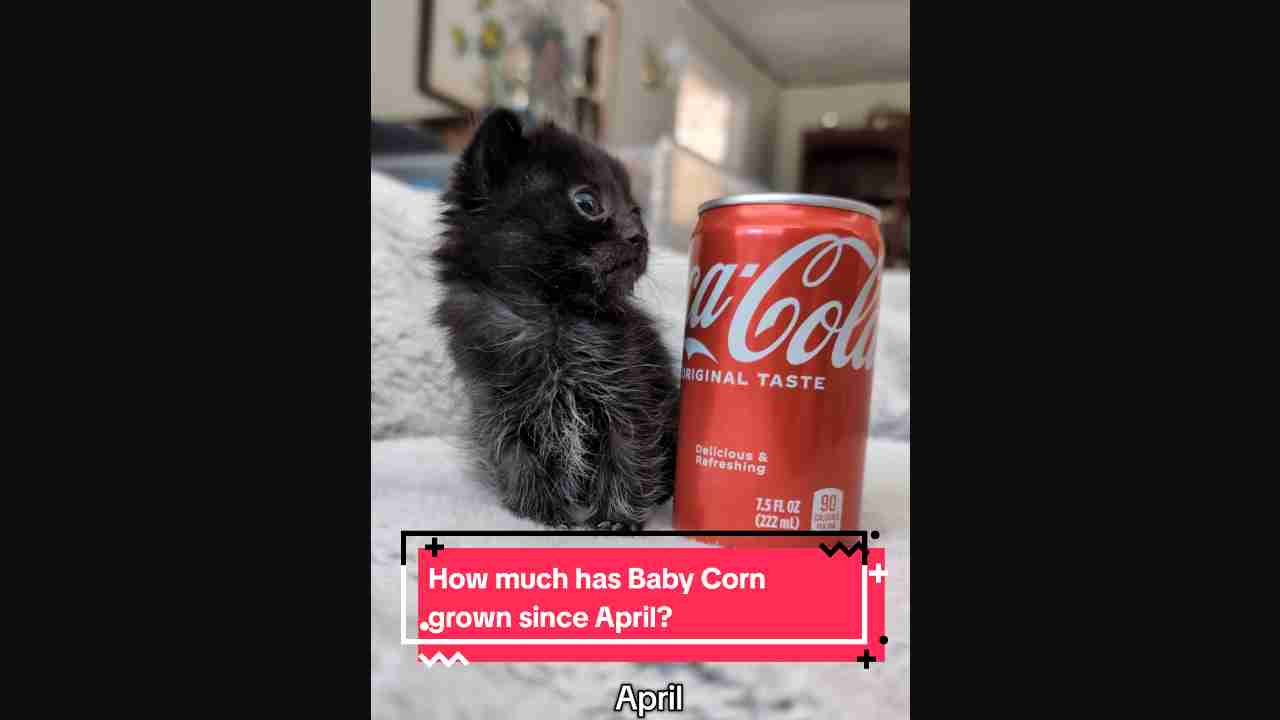 ca-Cola
ORIGINAL TASTE
Delicious &
Refreshing
7.5 FL OZ
(222 mL)
90
CALORIES
How much has Baby Corn
grown since April?
April